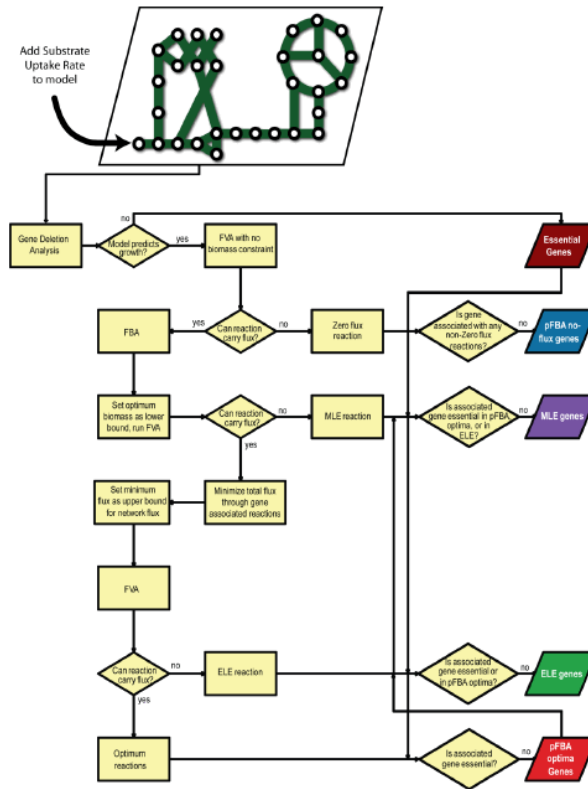 Add Substrate
Uptake Rate
to model
Gene Deletion
Analysis
Model predicts
growth?
no
yes
FVA with no
biomass constraint
Essential
Genes
FBA
yes
Can reaction
carry flux?
no
Zero flux
reaction
Is gene
associated with any
non-Zero flux
reactions?
no
pFBA no-
flux genes
Set optimum
biomass as lower
bound, run FVA
Can reaction
carry flux?
no
yes
MLE reaction
Is associated
gene essential in pFBA
optima, or in
ELE?
no
MLE genes
Set minimum
flux as upper bound
for network flux
Minimize total flux
through gene
associated reactions
FVA
Can reaction
carry flux?
no
yes
ELE reaction
Is associated
gene essential or
in pFBA optima?
no
ELE genes
Optimum
reactions
Is associated
gene essential?
no
pFBA
optima
Genes